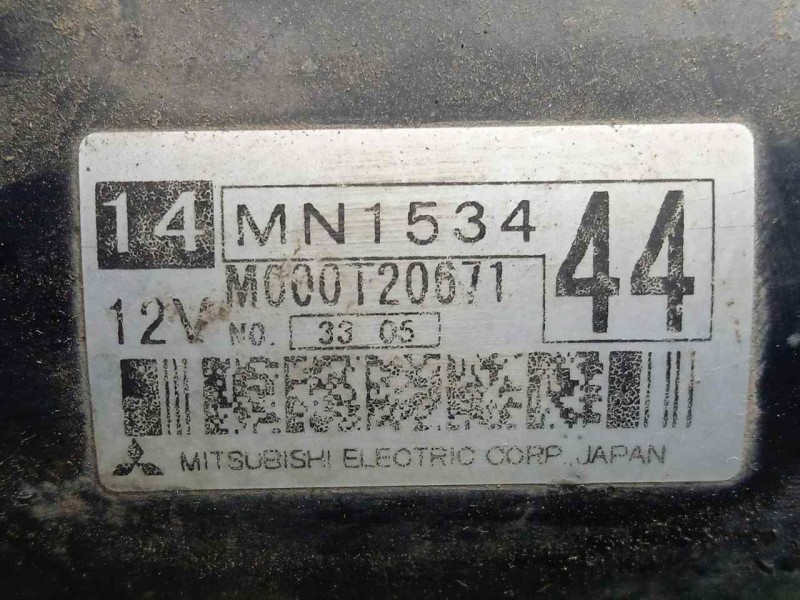 14 MN1534 44
M000T20671
12V NO. 33 05
MITSUBISHI ELECTRIC CORP. JAPAN